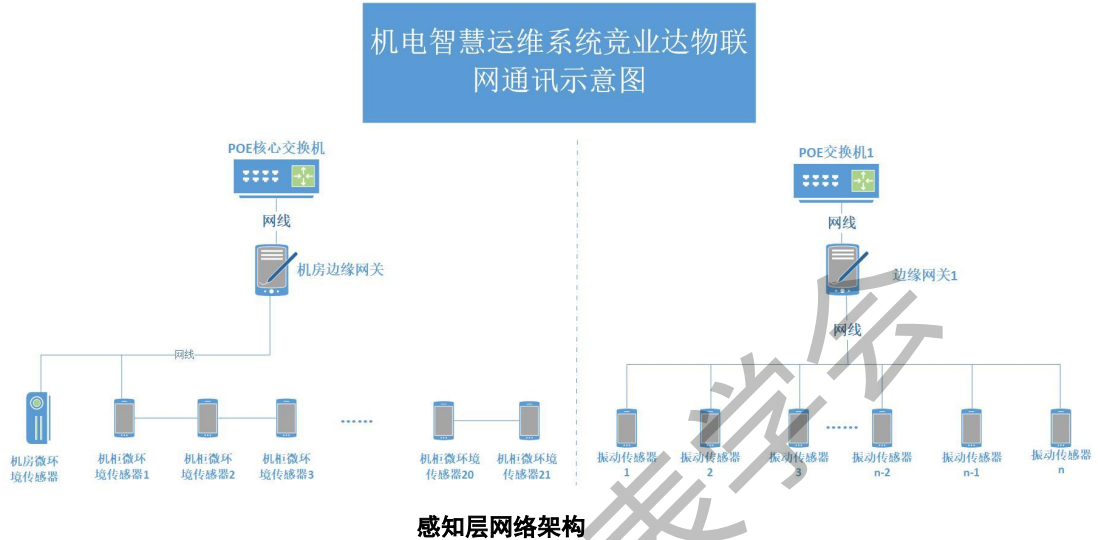 机电智慧运维系统竞业达物联
网通讯示意图
POE核心交换机
网线
机房边缘网关
网线
机房微环
境传感器
机柜微环
境传感器1
机柜微环
境传感器2
机柜微环
境传感器3
......
机柜微环境
传感器20
机柜微环境
传感器21
POE交换机1
网线
边缘网关1
网线
振动传感器
1
振动传感器
2
振动传感器
3
......
振动传感器
n-2
振动传感器
n-1
振动传感器
n
感知层网络架构
表学会